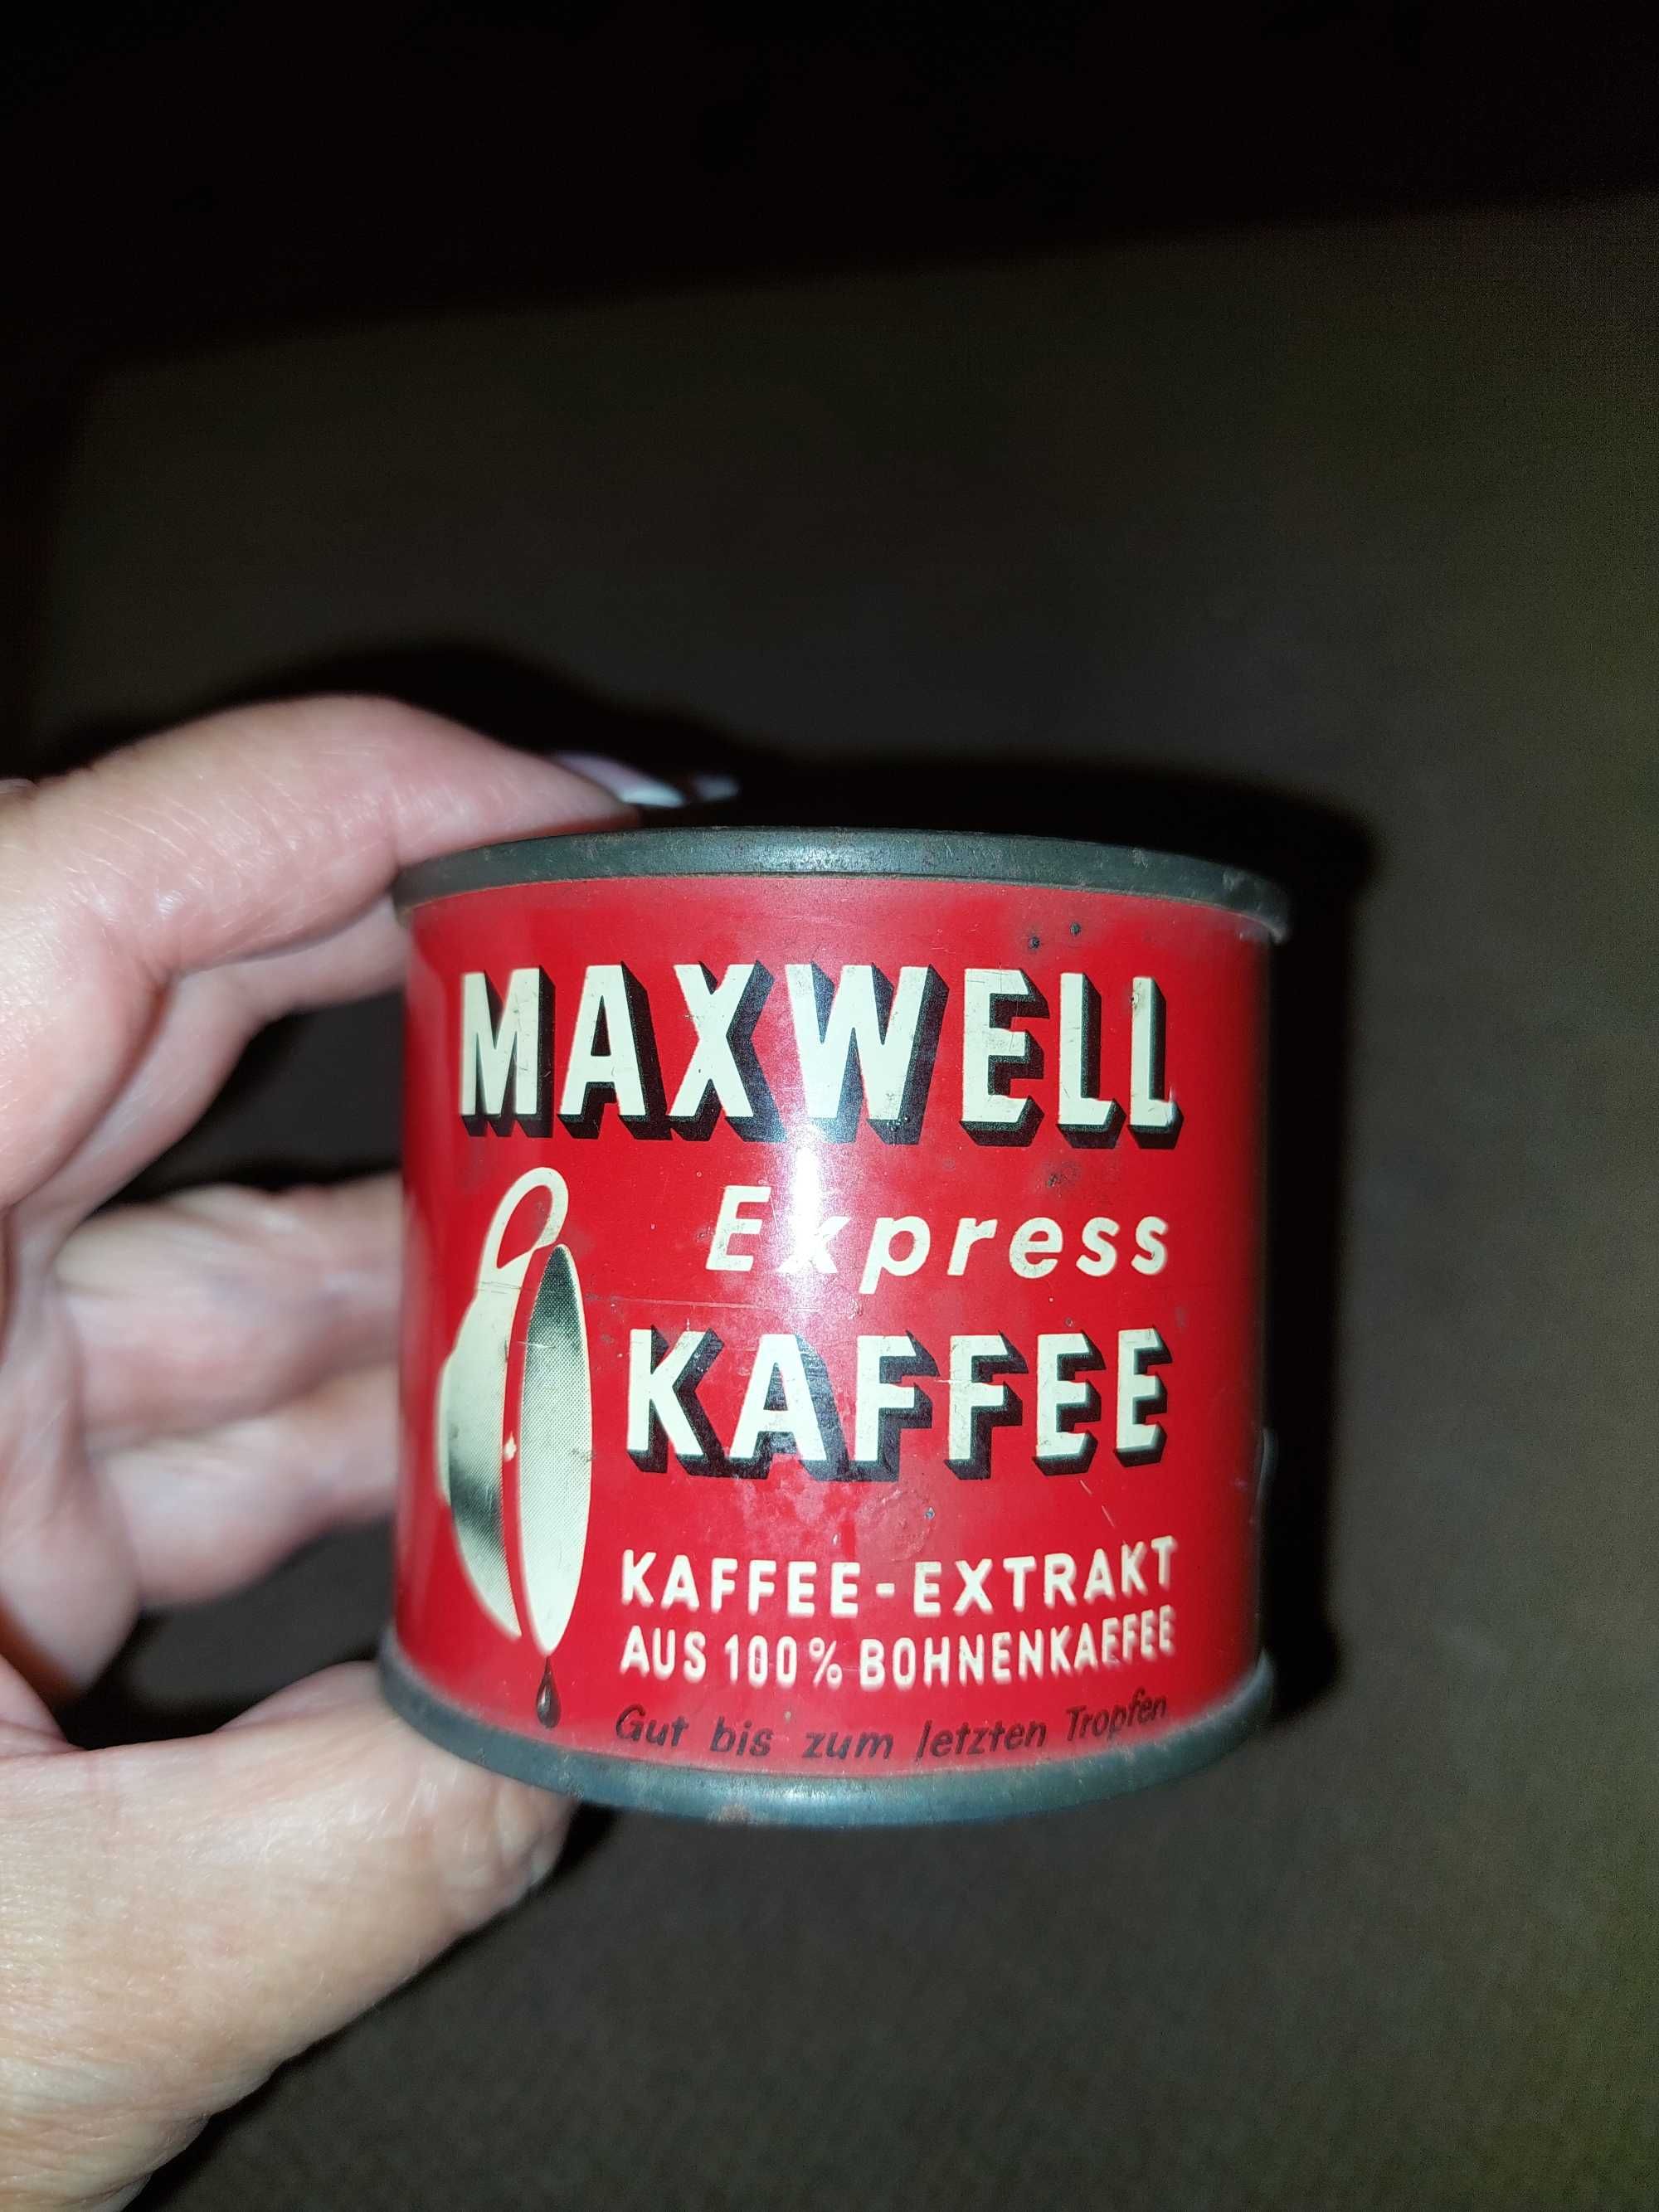 MAXWELL
Express
KAFFEE
KAFFEE-EXTRAKT
AUS 100% BOHNENKAFFEE
Gut bis zum letzten Tropfen